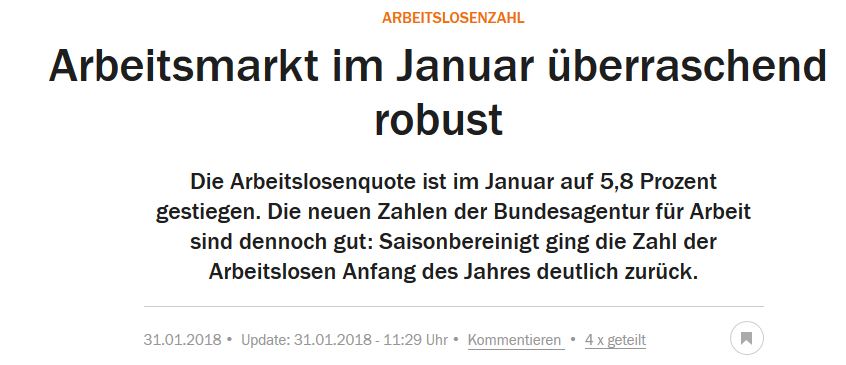 ARBEITSLOSENZAHL
Arbeitsmarkt im Januar überraschend
robust
Die Arbeitslosenquote ist im Januar auf 5,8 Prozent
gestiegen. Die neuen Zahlen der Bundesagentur für Arbeit
sind dennoch gut: Saisonbereinigt ging die Zahl der
Arbeitslosen Anfang des Jahres deutlich zurück.
31.01.2018 • Update: 31.01.2018 - 11:29 Uhr • Kommentieren • 4 x geteilt